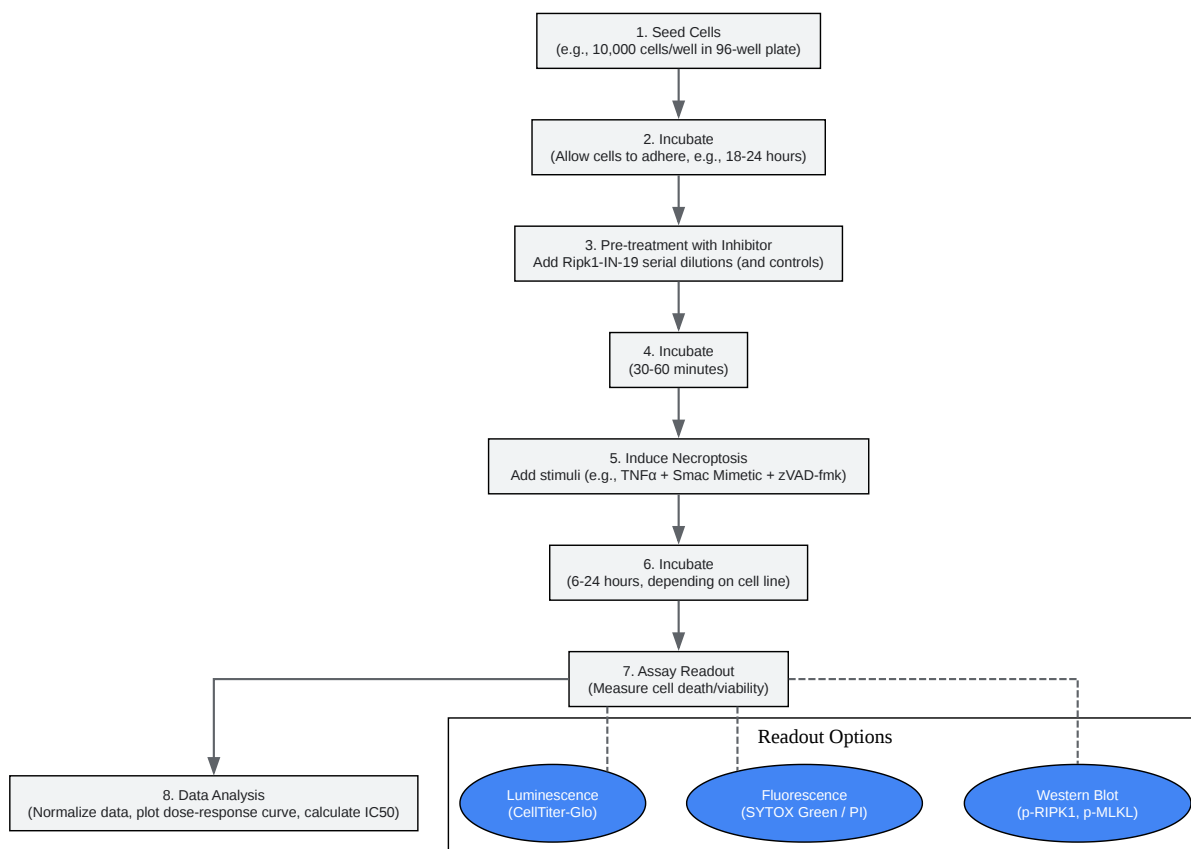 1. Seed Cells
(e.g., 10,000 cells/well in 96-well plate)
2. Incubate
(Allow cells to adhere, e.g., 18-24 hours)
3. Pre-treatment with Inhibitor
Add Ripk1-IN-19 serial dilutions (and controls)
4. Incubate
(30-60 minutes)
5. Induce Necroptosis
Add stimuli (e.g., TNFα + Smac Mimetic + zVAD-fmk)
6. Incubate
(6-24 hours, depending on cell line)
7. Assay Readout
(Measure cell death/viability)
Readout Options
8. Data Analysis
(Normalize data, plot dose-response curve, calculate IC50)
Luminescence
(CellTiter-Glo)
Fluorescence
(SYTOX Green / PI)
Western Blot
(p-RIPK1, p-MLKL)